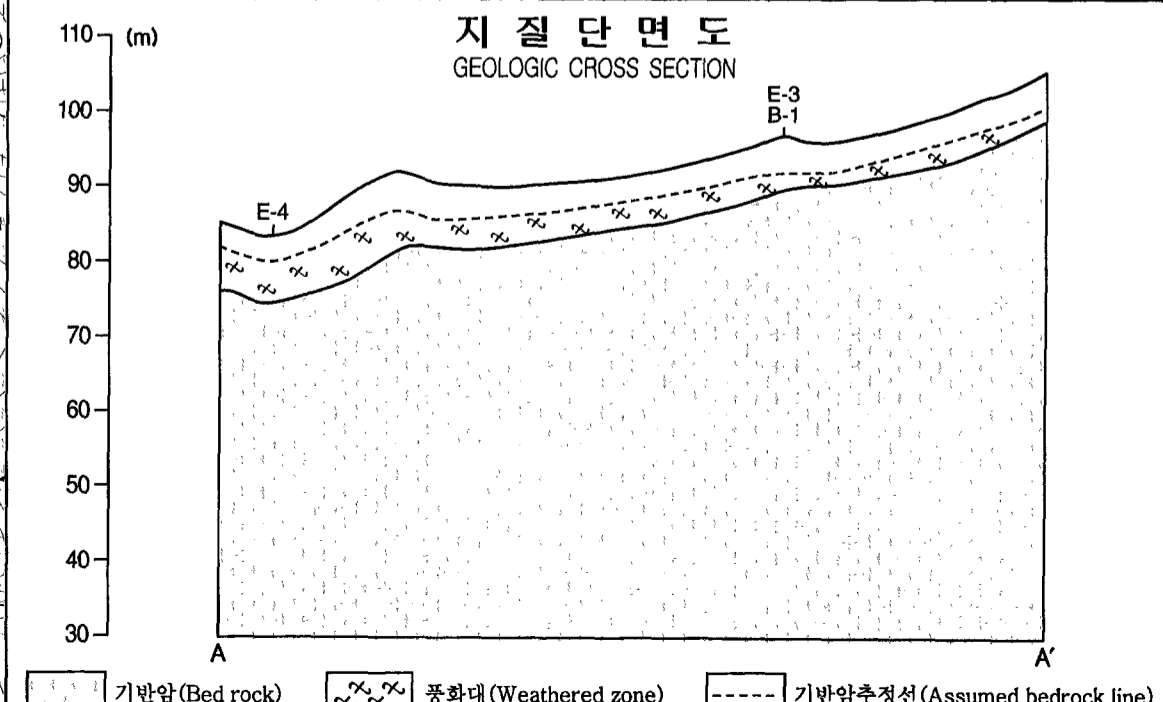 지 질 단 면 도
GEOLOGIC CROSS SECTION
110
(m)
100
90
80
70
60
50
40
30
E-4
E-3
B-1
A
A′
기반암(Bed rock)
풍화대(Weathered zone)
기반암추정선(Assumed bedrock line)